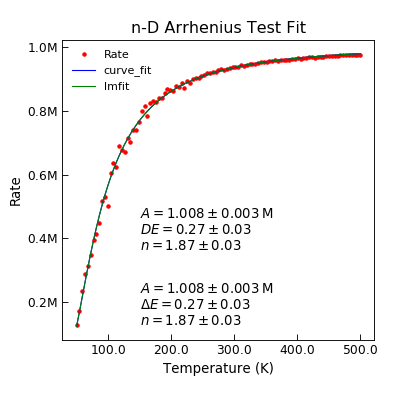 n-D Arrhenius Test Fit
1.0M
0.8M
0.6M
0.4M
0.2M
Rate
Rate
curve_fit
lmfit
A = 1.008 ± 0.003 M
DE = 0.27 ± 0.03
n = 1.87 ± 0.03
A = 1.008 ± 0.003 M
ΔE = 0.27 ± 0.03
n = 1.87 ± 0.03
100.0 200.0 300.0 400.0 500.0
Temperature (K)